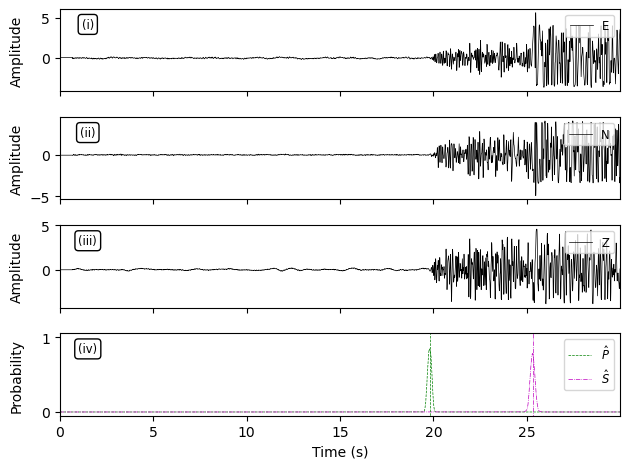 Amplitude
5
0
(i)
E
Amplitude
0
−5
(ii)
N
Amplitude
5
0
(iii)
Z
Probability
1
0
(iv)
P̂
Ŝ
0 5 10 15 20 25
Time (s)